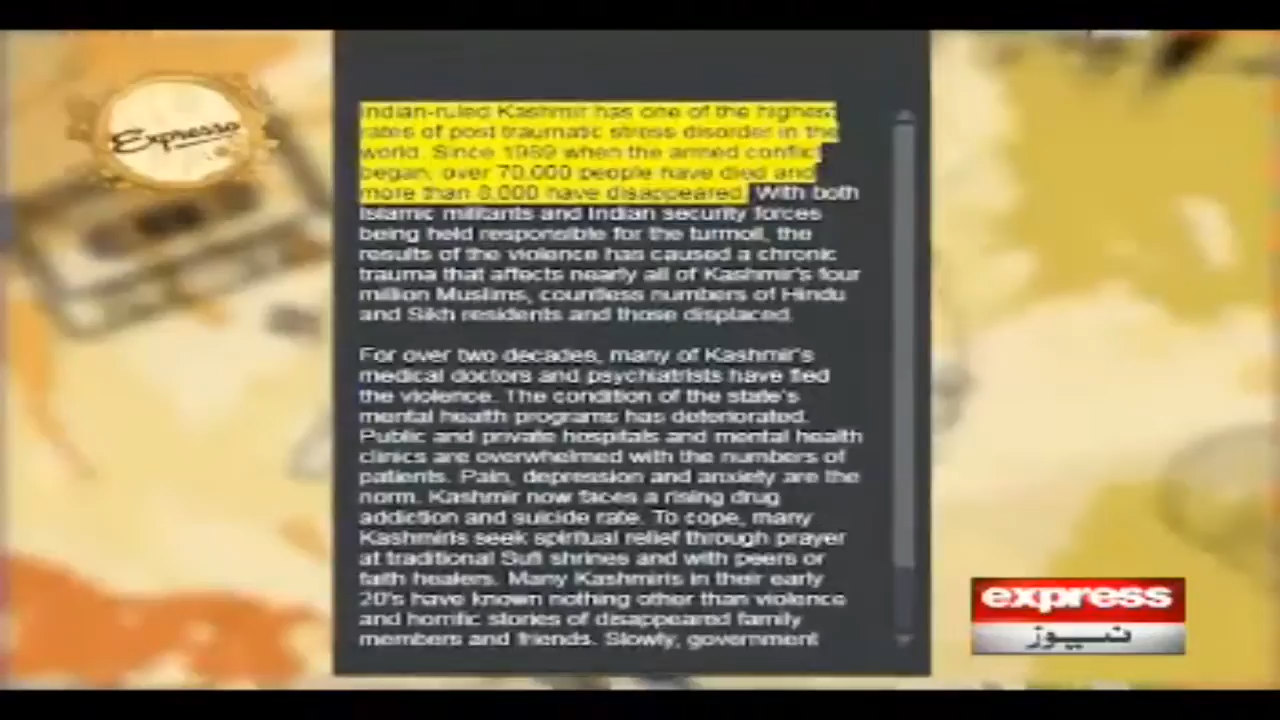 Expresso
Indian-ruled Kashmir has one of the highest
rates of post traumatic stress disorder in the
world. Since 1989 when the armed conflict
began, over 70,000 people have died and
more than 8,000 have disappeared. With both
Islamic militants and Indian security forces
being held responsible for the turmoil, the
results of the violence has caused a chronic
trauma that affects nearly all of Kashmir's four
million Muslims, countless numbers of Hindu
and Sikh residents and those displaced.
For over two decades, many of Kashmir's
medical doctors and psychiatrists have fled
the violence. The condition of the state's
mental health programs has deteriorated.
Public and private hospitals and mental health
clinics are overwhelmed with the numbers of
patients. Pain, depression and anxiety are the
norm. Kashmir now faces a rising drug
addiction and suicide rate. To cope, many
Kashmiris seek spiritual relief through prayer
at traditional Sufi shrines and with peers or
faith healers. Many Kashmiris in their early
20's have known nothing other than violence
and horrific stories of disappeared family
members and friends. Slowly, government
express
نیوز